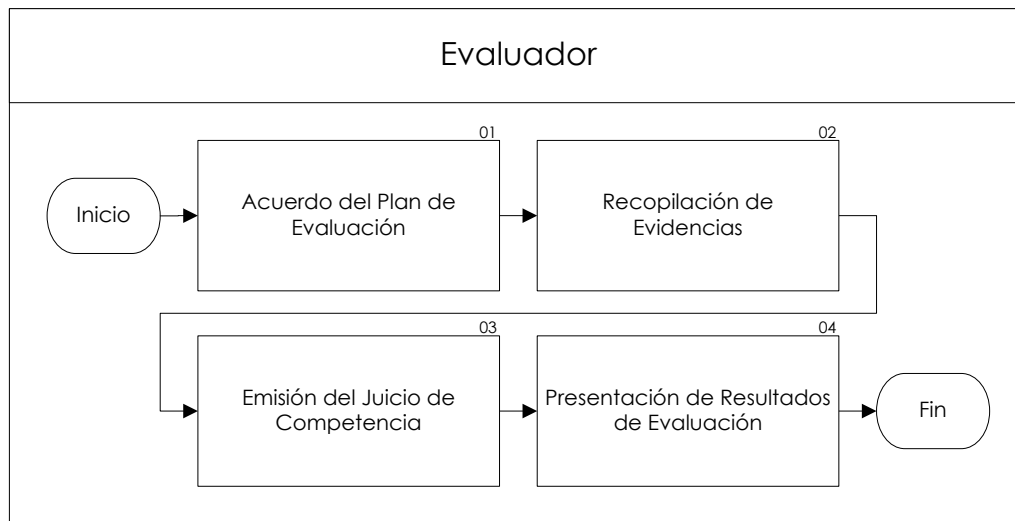 Evaluador
01
02
Inicio
Acuerdo del Plan de
Evaluación
Recopilación de
Evidencias
03
04
Emisión del Juicio de
Competencia
Presentación de Resultados
de Evaluación
Fin